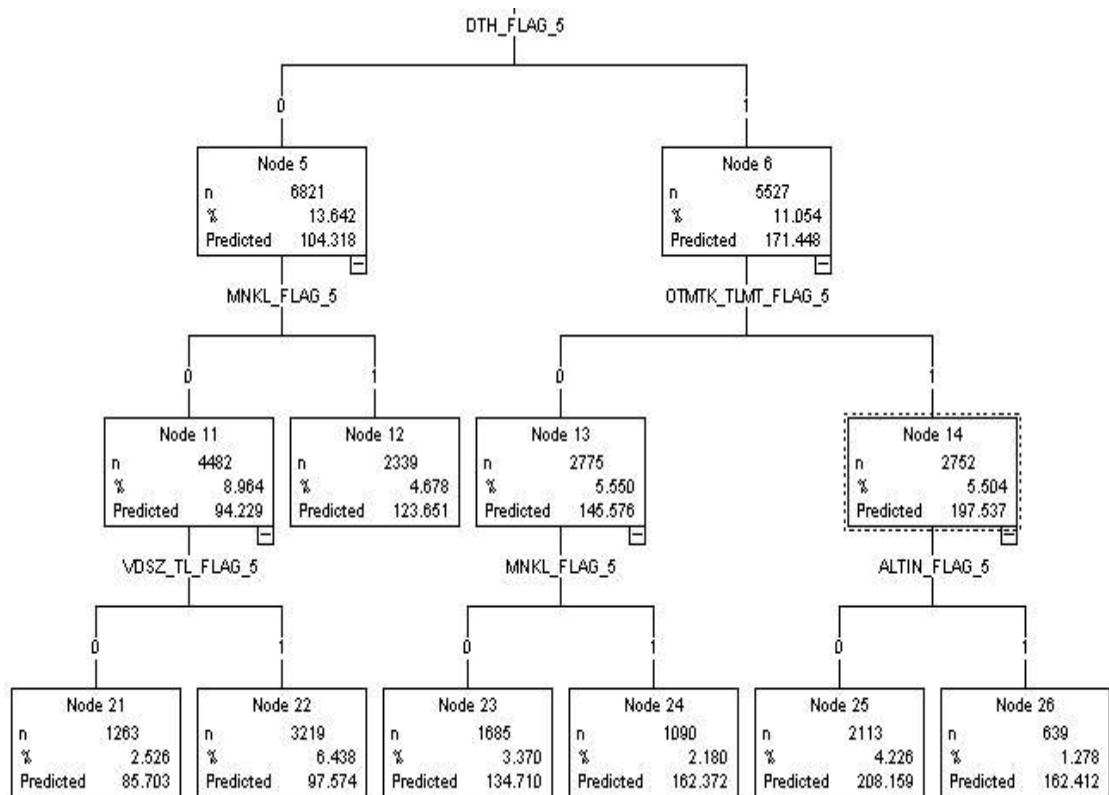 DTH_FLAG_5
0
1
Node 5
n 6821
% 13.642
Predicted 104.318
Node 6
n 5527
% 11.054
Predicted 171.448
MNKL_FLAG_5
OTMTK_TLMT_FLAG_5
0
1
0
1
Node 11
n 4482
% 8.964
Predicted 94.229
Node 12
n 2339
% 4.678
Predicted 123.651
Node 13
n 2775
% 5.550
Predicted 145.576
Node 14
n 2752
% 5.504
Predicted 197.537
VDSZ_TL_FLAG_5
MNKL_FLAG_5
ALTIN_FLAG_5
0
1
0
1
0
1
Node 21
n 1263
% 2.526
Predicted 85.703
Node 22
n 3219
% 6.438
Predicted 97.574
Node 23
n 1685
% 3.370
Predicted 134.710
Node 24
n 1090
% 2.180
Predicted 162.372
Node 25
n 2113
% 4.226
Predicted 208.159
Node 26
n 639
% 1.278
Predicted 162.412